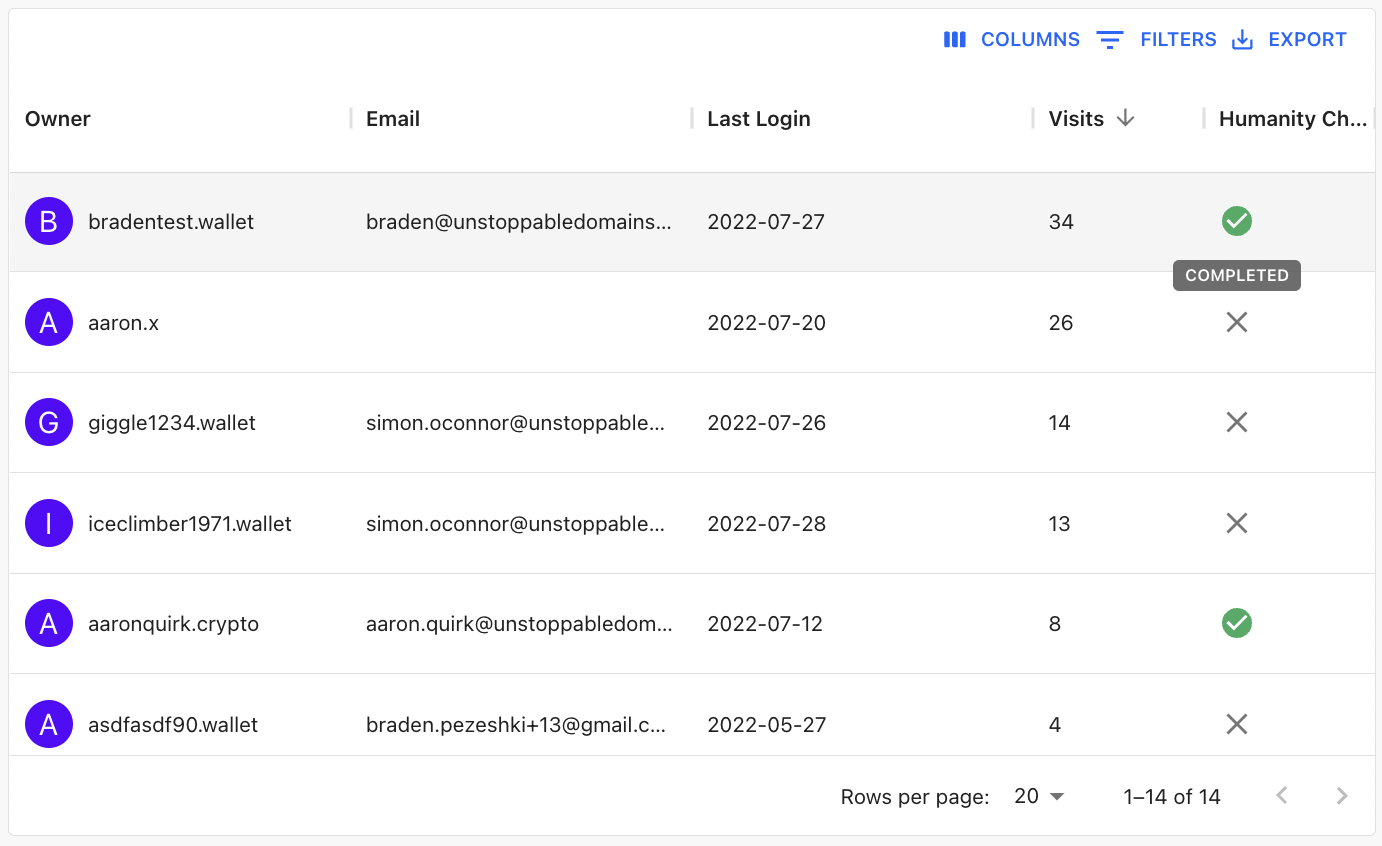 COLUMNS FILTERS EXPORT
Owner Email Last Login Visits Humanity Ch...
B bradentest.wallet braden@unstoppabledomains... 2022-07-27 34
COMPLETED
A aaron.x 2022-07-20 26
G giggle1234.wallet simon.oconnor@unstoppable... 2022-07-26 14
I iceclimber1971.wallet simon.oconnor@unstoppable... 2022-07-28 13
A aaronquirk.crypto aaron.quirk@unstoppabledom... 2022-07-12 8
A asdfasdf90.wallet braden.pezeshki+13@gmail.c... 2022-05-27 4
Rows per page: 20 1–14 of 14